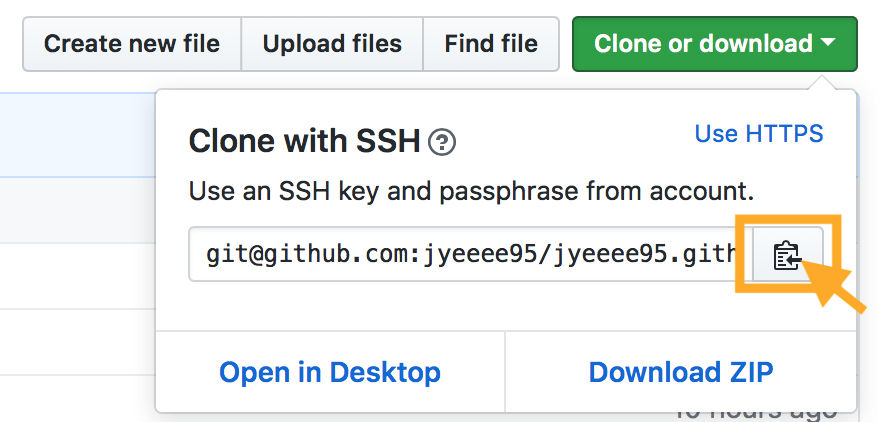 Create new file
Upload files
Find file
Clone or download
Clone with SSH
Use HTTPS
Use an SSH key and passphrase from account.
git@github.com:jyeeee95/jyeeee95.gith
Open in Desktop
Download ZIP
10 hours ago